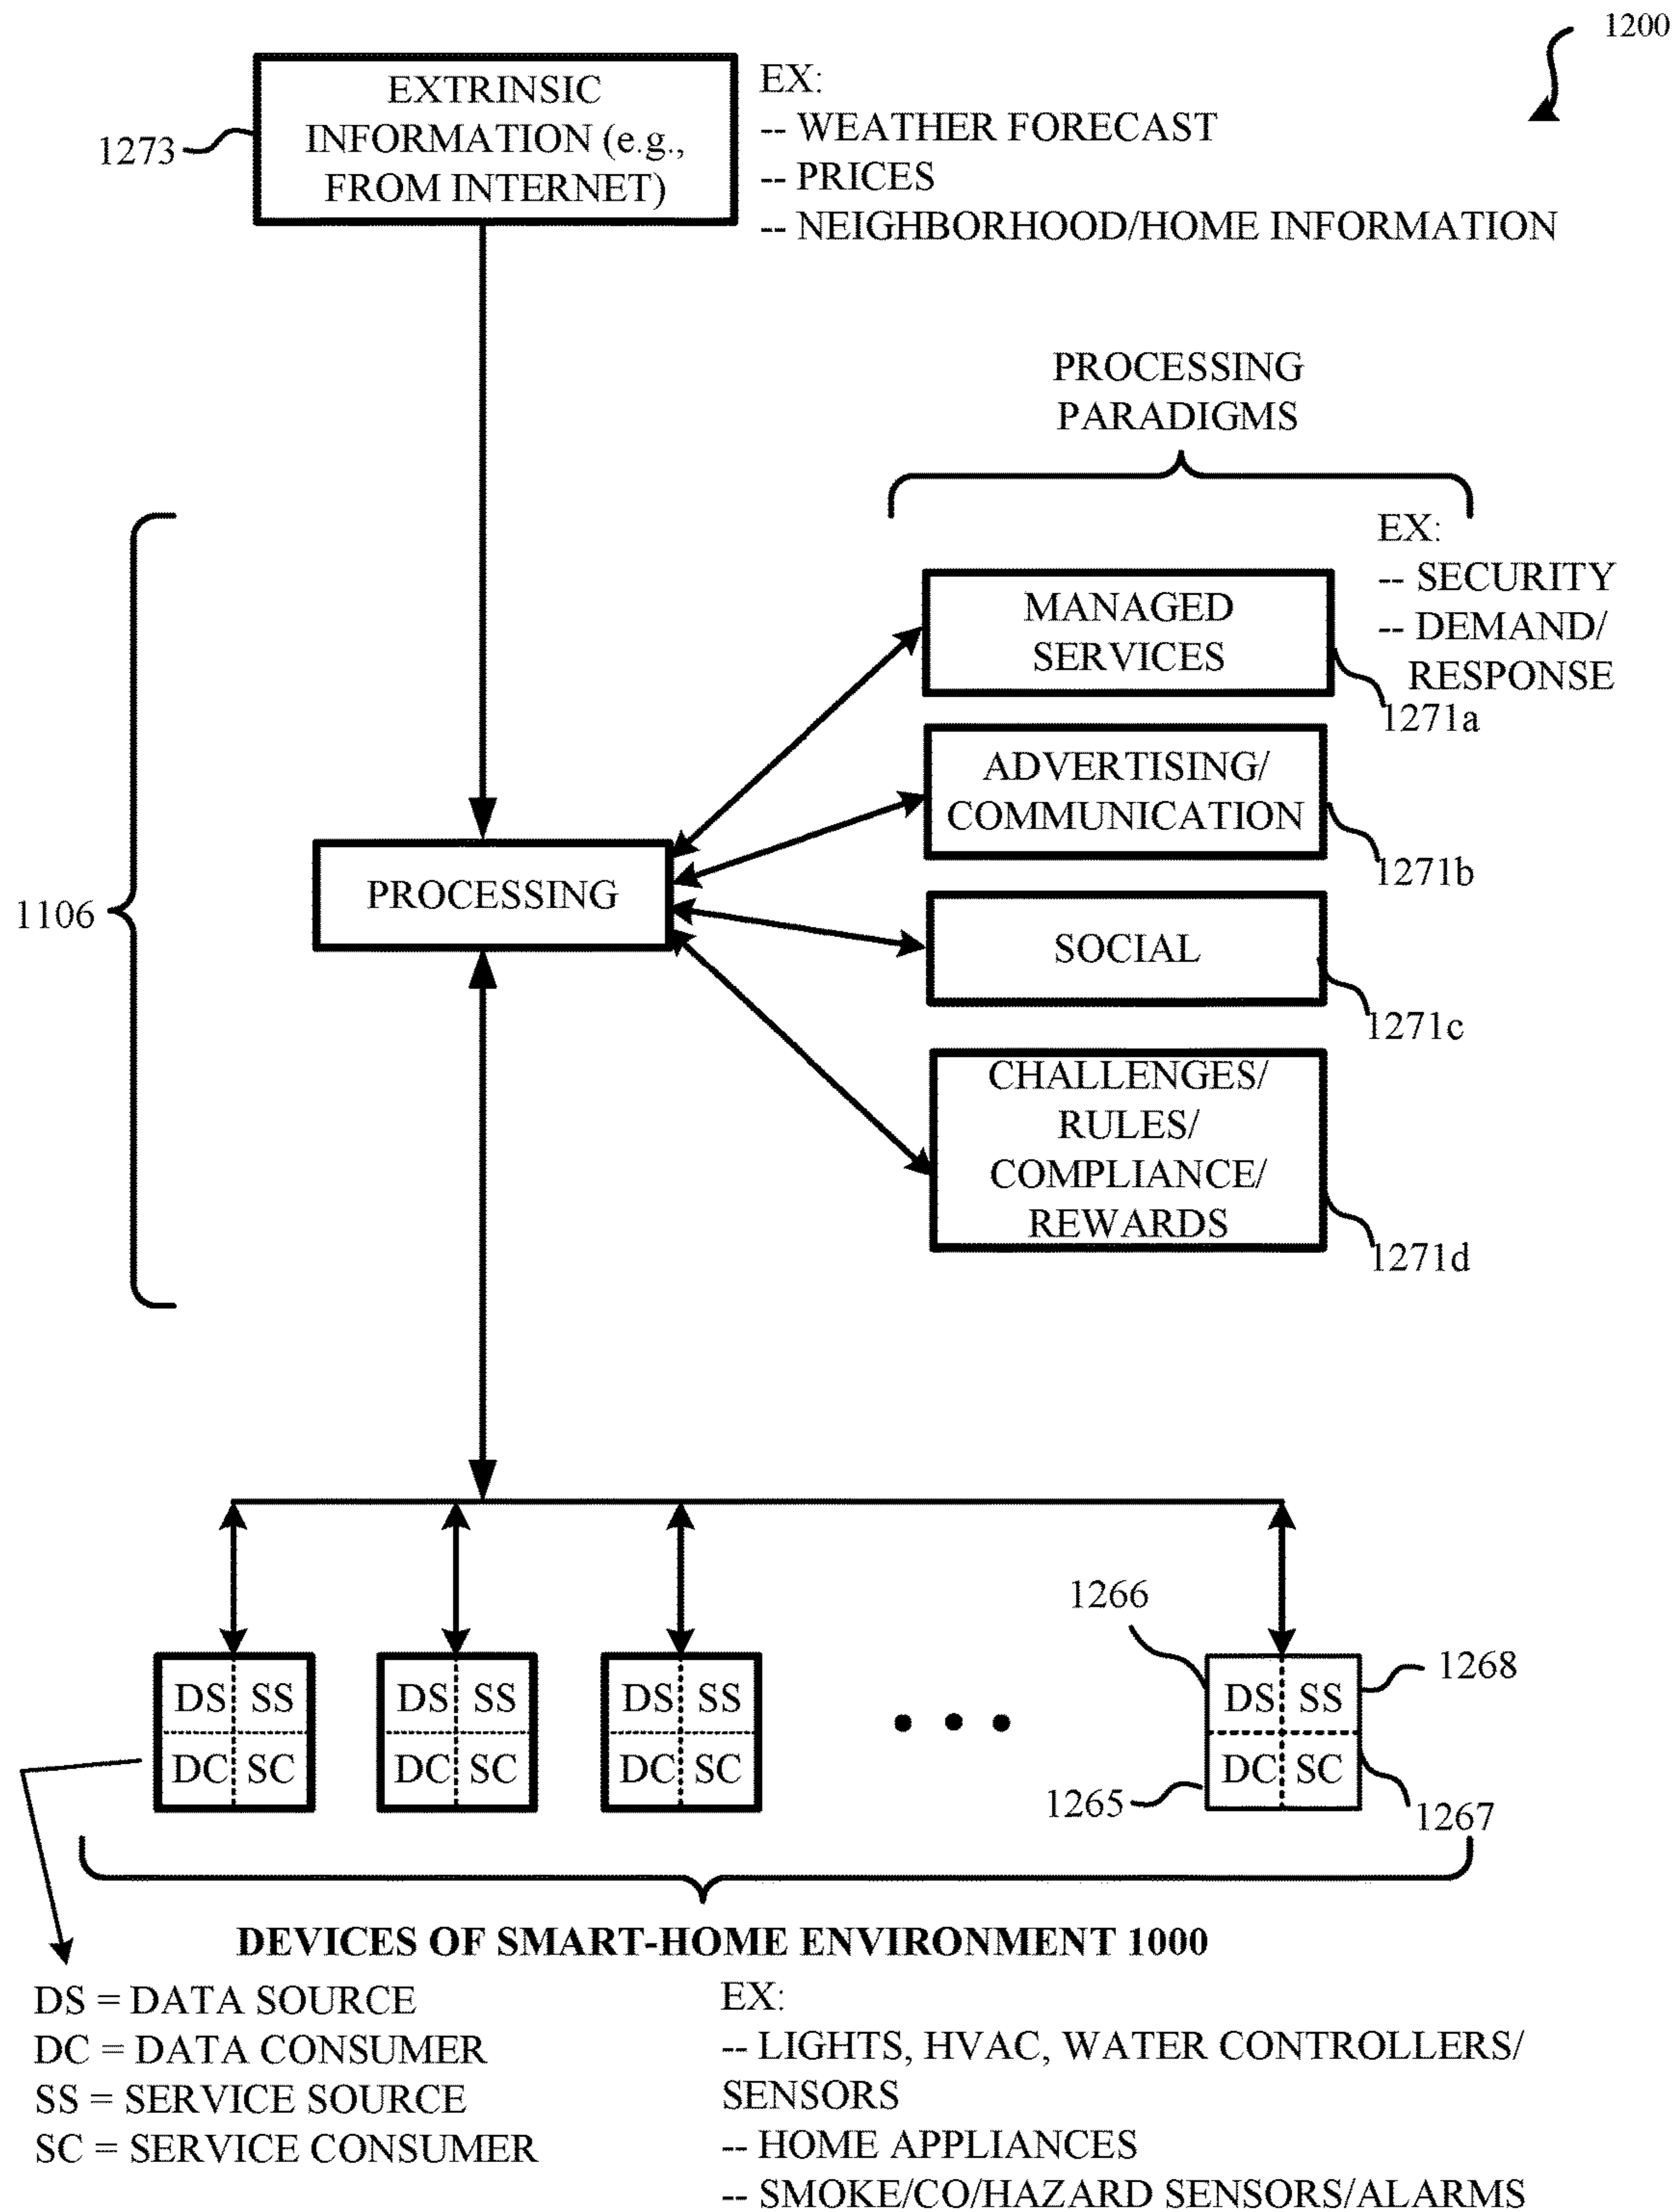 1200
EXTRINSIC
INFORMATION (e.g.,
FROM INTERNET)
1273
EX:
-- WEATHER FORECAST
-- PRICES
-- NEIGHBORHOOD/HOME INFORMATION
PROCESSING
PARADIGMS
EX:
-- SECURITY
-- DEMAND/
RESPONSE
MANAGED
SERVICES
1271a
ADVERTISING/
COMMUNICATION
1271b
PROCESSING
1106
SOCIAL
1271c
CHALLENGES/
RULES/
COMPLIANCE/
REWARDS
1271d
1266
1268
DS SS
DC SC
DS SS
DC SC
DS SS
DC SC
DS SS
DC SC
1265
1267
DEVICES OF SMART-HOME ENVIRONMENT 1000
DS = DATA SOURCE
DC = DATA CONSUMER
SS = SERVICE SOURCE
SC = SERVICE CONSUMER
EX:
-- LIGHTS, HVAC, WATER CONTROLLERS/
SENSORS
-- HOME APPLIANCES
-- SMOKE/CO/HAZARD SENSORS/ALARMS